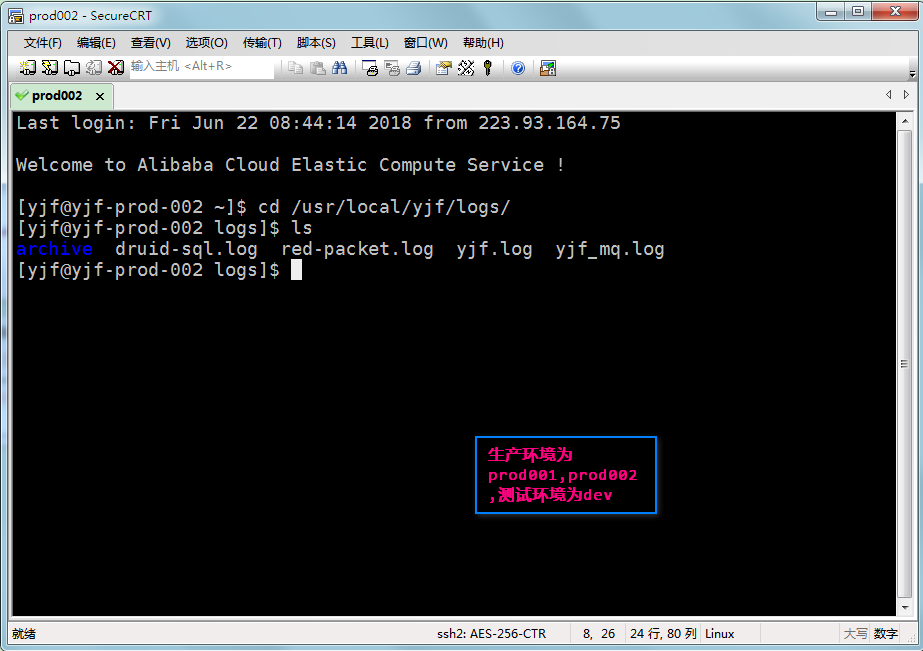 prod002 - SecureCRT
文件(F) 编辑(E) 查看(V) 选项(O) 传输(T) 脚本(S) 工具(L) 窗口(W) 帮助(H)
输入主机 <Alt+R>
prod002
Last login: Fri Jun 22 08:44:14 2018 from 223.93.164.75
Welcome to Alibaba Cloud Elastic Compute Service !
[yjf@yjf-prod-002 ~]$ cd /usr/local/yjf/logs/
[yjf@yjf-prod-002 logs]$ ls
archive druid-sql.log red-packet.log yjf.log yjf_mq.log
[yjf@yjf-prod-002 logs]$
生产环境为
prod001,prod002
,测试环境为dev
就绪 ssh2: AES-256-CTR 8, 26 24 行, 80 列 Linux 大写 数字